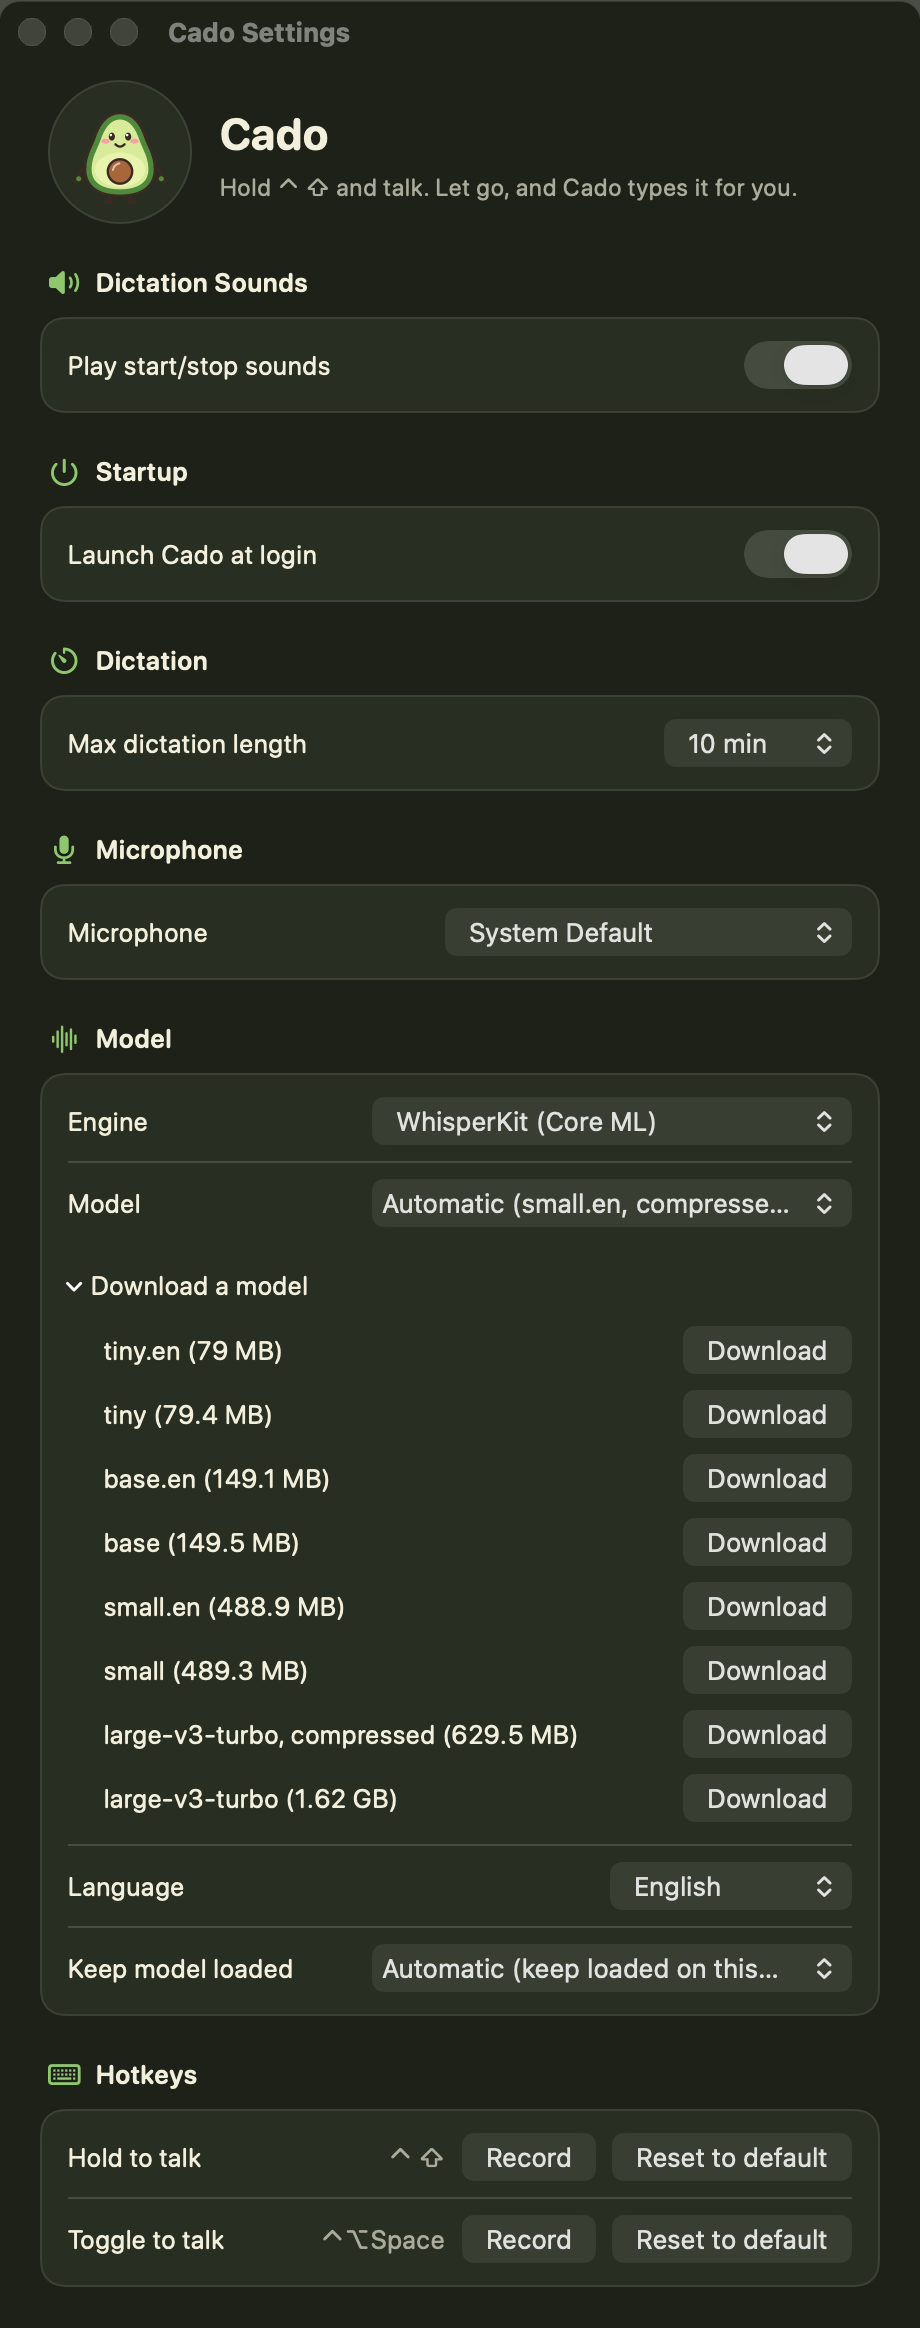 Cado Settings
Cado
Hold ⌃ ⇧ and talk. Let go, and Cado types it for you.
Dictation Sounds
Play start/stop sounds
Startup
Launch Cado at login
Dictation
Max dictation length 10 min
Microphone
Microphone System Default
Model
Engine WhisperKit (Core ML)
Model Automatic (small.en, compresse...
Download a model
tiny.en (79 MB) Download
tiny (79.4 MB) Download
base.en (149.1 MB) Download
base (149.5 MB) Download
small.en (488.9 MB) Download
small (489.3 MB) Download
large-v3-turbo, compressed (629.5 MB) Download
large-v3-turbo (1.62 GB) Download
Language English
Keep model loaded Automatic (keep loaded on this...
Hotkeys
Hold to talk ⌃ ⇧ Record Reset to default
Toggle to talk ⌃⌥Space Record Reset to default